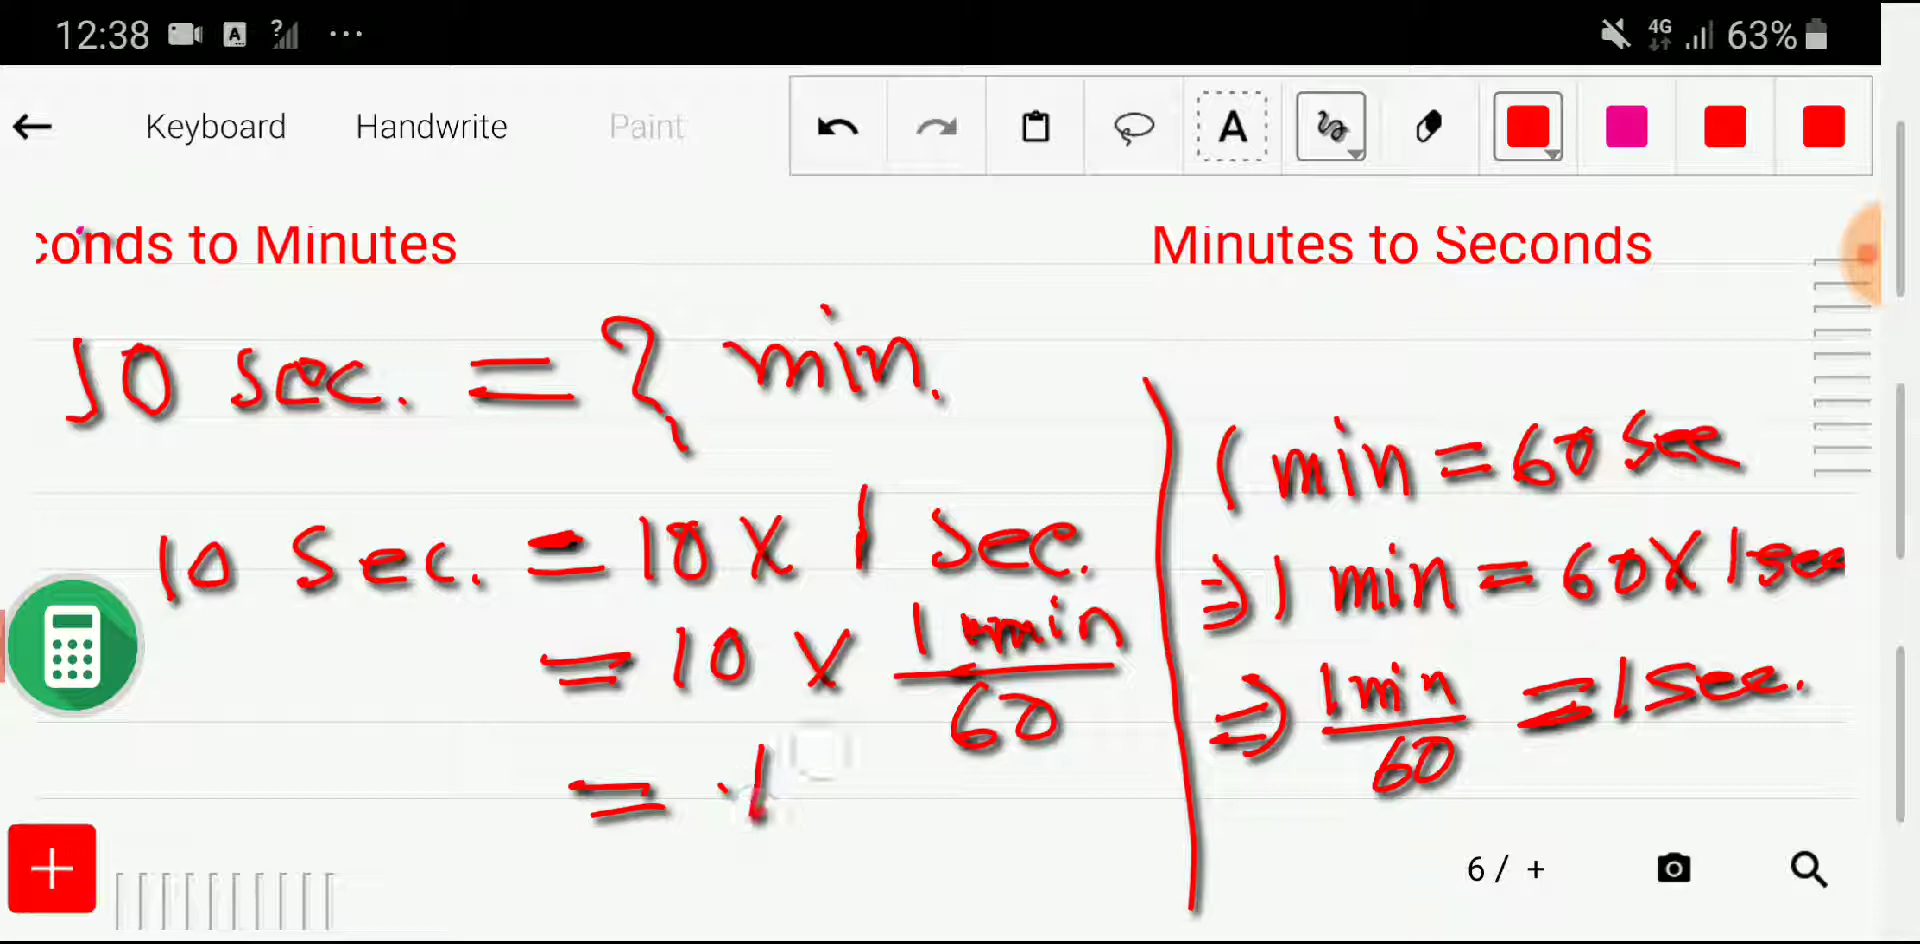 12:38 A ? ... 4G 63%
Keyboard Handwrite Paint A
conds to Minutes
Minutes to Seconds
10 sec. = ? min.
10 Sec. = 10 X 1 Sec.
= 10 X 1 min
60
= .1
1 min = 60 Sec
⇒ 1 min = 60 X 1 sec
⇒ 1 min = 1 Sec.
60
6 / +